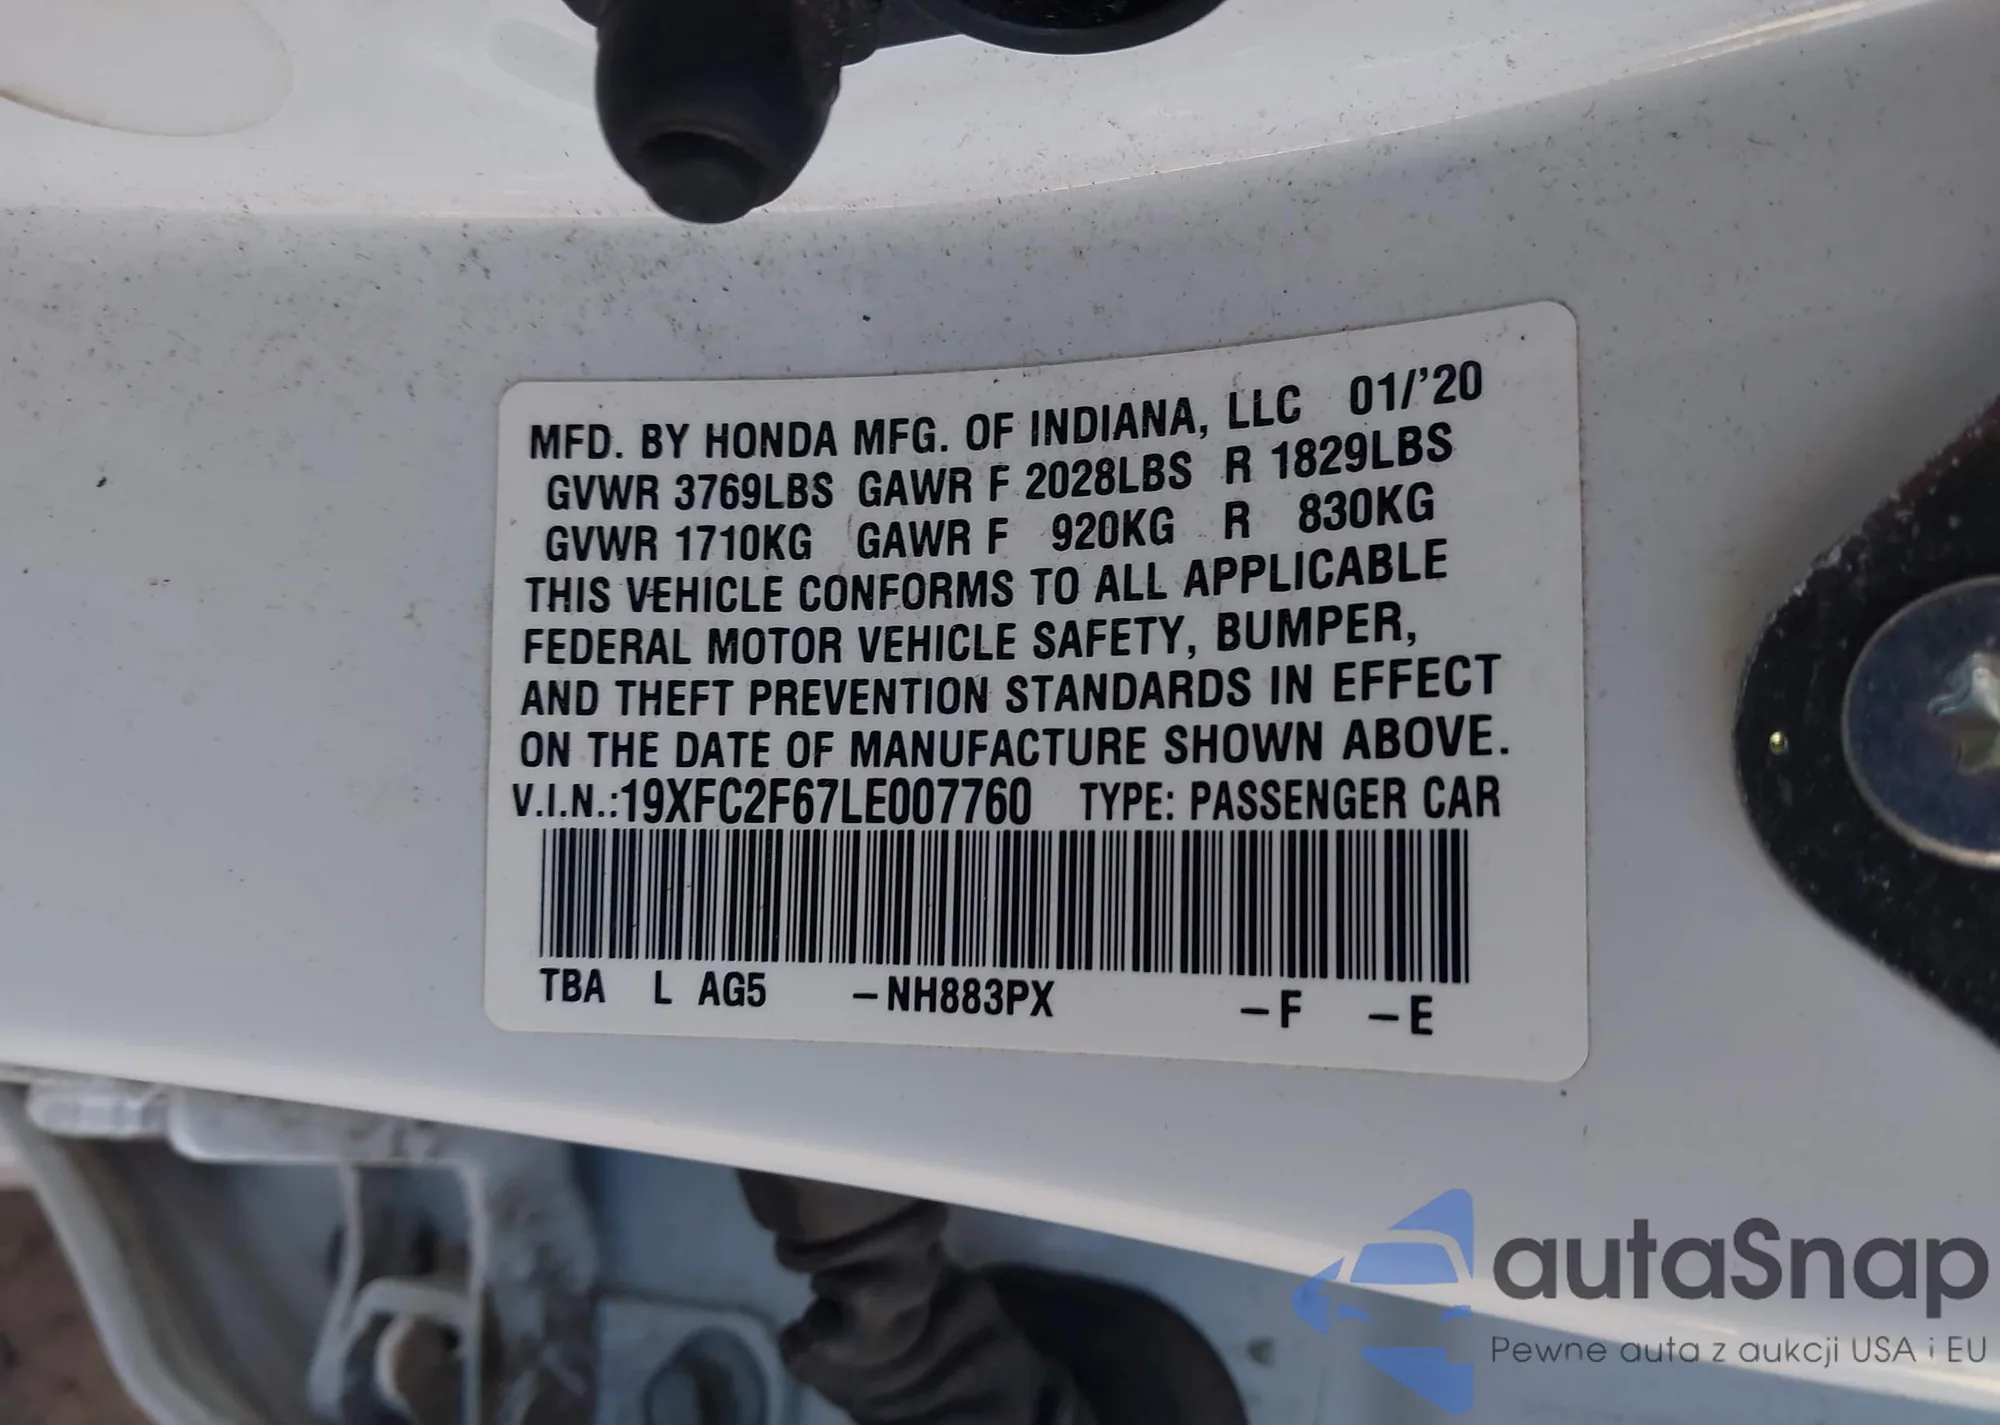 MFD. BY HONDA MFG. OF INDIANA, LLC 01/'20
GVWR 3769LBS GAWR F 2028LBS R 1829LBS
GVWR 1710KG GAWR F 920KG R 830KG
THIS VEHICLE CONFORMS TO ALL APPLICABLE
FEDERAL MOTOR VEHICLE SAFETY, BUMPER,
AND THEFT PREVENTION STANDARDS IN EFFECT
ON THE DATE OF MANUFACTURE SHOWN ABOVE.
V.I.N.:19XFC2F67LE007760 TYPE: PASSENGER CAR
TBA L AG5 –NH883PX –F –E
autaSnap
Pewne auta z aukcji USA i EU